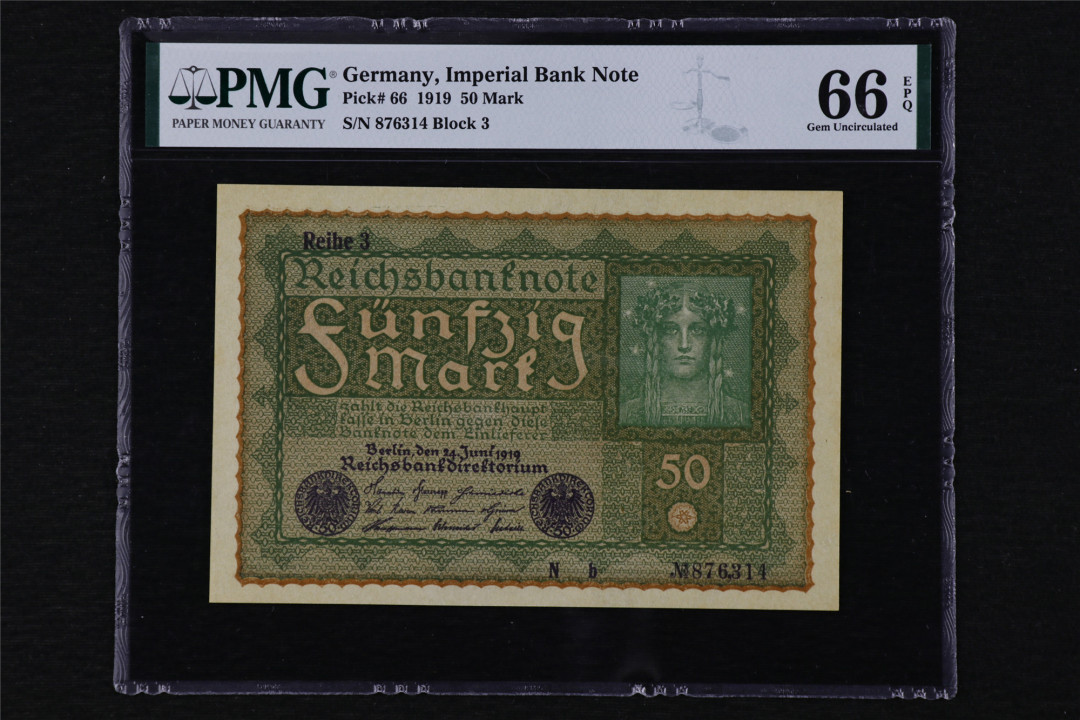 PMG®
PAPER MONEY GUARANTY
Germany, Imperial Bank Note
Pick# 66 1919 50 Mark
S/N 876314 Block 3
66 EPQ
Gem Uncirculated
Reihe 3
Reichsbanknote
Fünfzig
Mark
zahlt die Reichsbankhaupt
kasse in Berlin gegen diese
Banknote dem Einlieferer
Berlin, den 24. Juni 1919
Reichsbankdirektorium
50
N b №876314